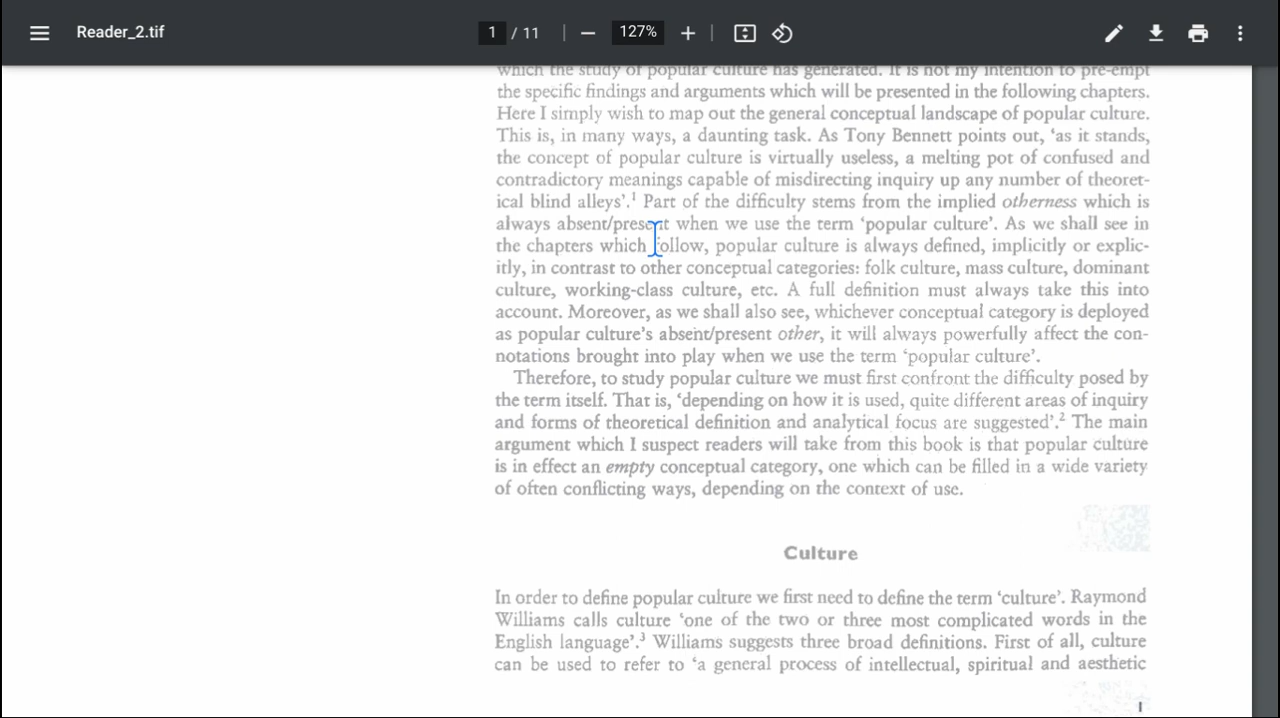 Reader_2.tif
1 / 11
127%
which the study of popular culture has generated. It is not my intention to pre-empt
the specific findings and arguments which will be presented in the following chapters.
Here I simply wish to map out the general conceptual landscape of popular culture.
This is, in many ways, a daunting task. As Tony Bennett points out, ‘as it stands,
the concept of popular culture is virtually useless, a melting pot of confused and
contradictory meanings capable of misdirecting inquiry up any number of theoret-
ical blind alleys’.¹ Part of the difficulty stems from the implied otherness which is
always absent/present when we use the term ‘popular culture’. As we shall see in
the chapters which follow, popular culture is always defined, implicitly or explic-
itly, in contrast to other conceptual categories: folk culture, mass culture, dominant
culture, working-class culture, etc. A full definition must always take this into
account. Moreover, as we shall also see, whichever conceptual category is deployed
as popular culture’s absent/present other, it will always powerfully affect the con-
notations brought into play when we use the term ‘popular culture’.
Therefore, to study popular culture we must first confront the difficulty posed by
the term itself. That is, ‘depending on how it is used, quite different areas of inquiry
and forms of theoretical definition and analytical focus are suggested’.² The main
argument which I suspect readers will take from this book is that popular culture
is in effect an empty conceptual category, one which can be filled in a wide variety
of often conflicting ways, depending on the context of use.
Culture
In order to define popular culture we first need to define the term ‘culture’. Raymond
Williams calls culture ‘one of the two or three most complicated words in the
English language’.³ Williams suggests three broad definitions. First of all, culture
can be used to refer to ‘a general process of intellectual, spiritual and aesthetic
1